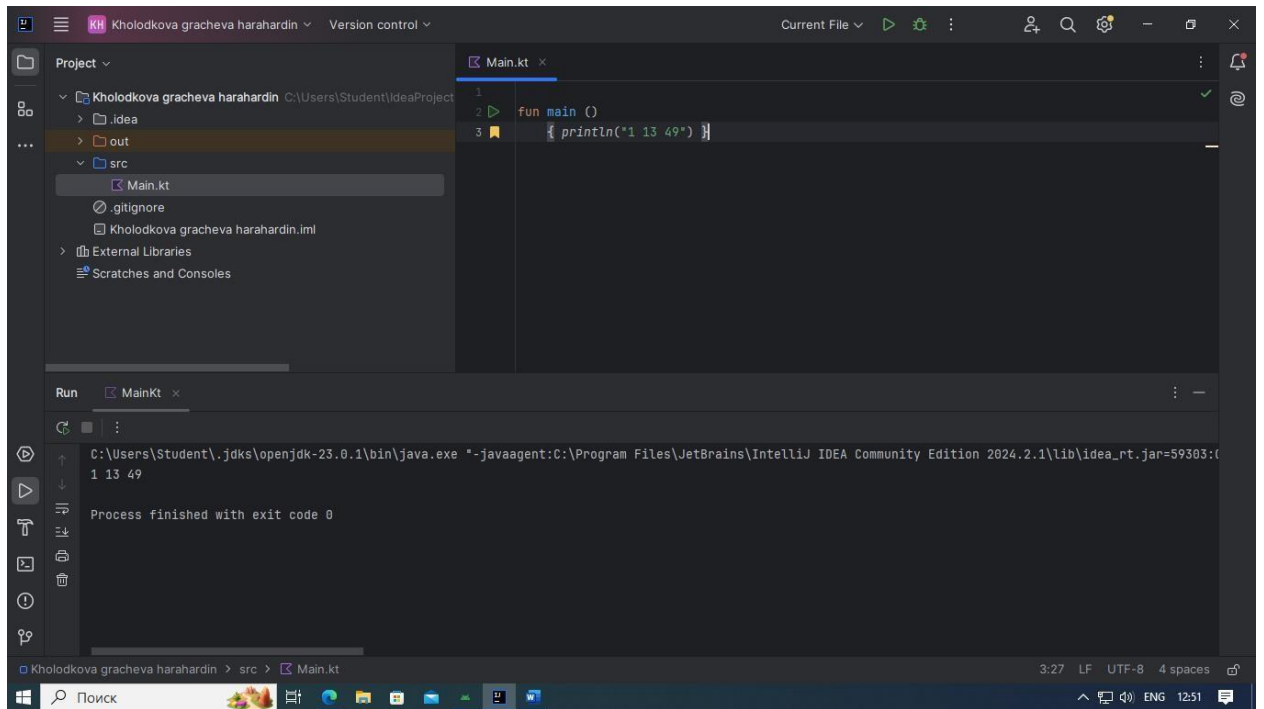 KH Kholodkova gracheva harahardin Version control Current File
Project
Main.kt
Kholodkova gracheva harahardin C:\Users\Student\IdeaProject
.idea
out
src
Main.kt
.gitignore
Kholodkova gracheva harahardin.iml
External Libraries
Scratches and Consoles
1
2 fun main ()
3 { println("1 13 49") }
Run MainKt
C:\Users\Student\.jdks\openjdk-23.0.1\bin\java.exe "-javaagent:C:\Program Files\JetBrains\IntelliJ IDEA Community Edition 2024.2.1\lib\idea_rt.jar=59303:
1 13 49
Process finished with exit code 0
Kholodkova gracheva harahardin > src > Main.kt 3:27 LF UTF-8 4 spaces
Поиск ENG 12:51